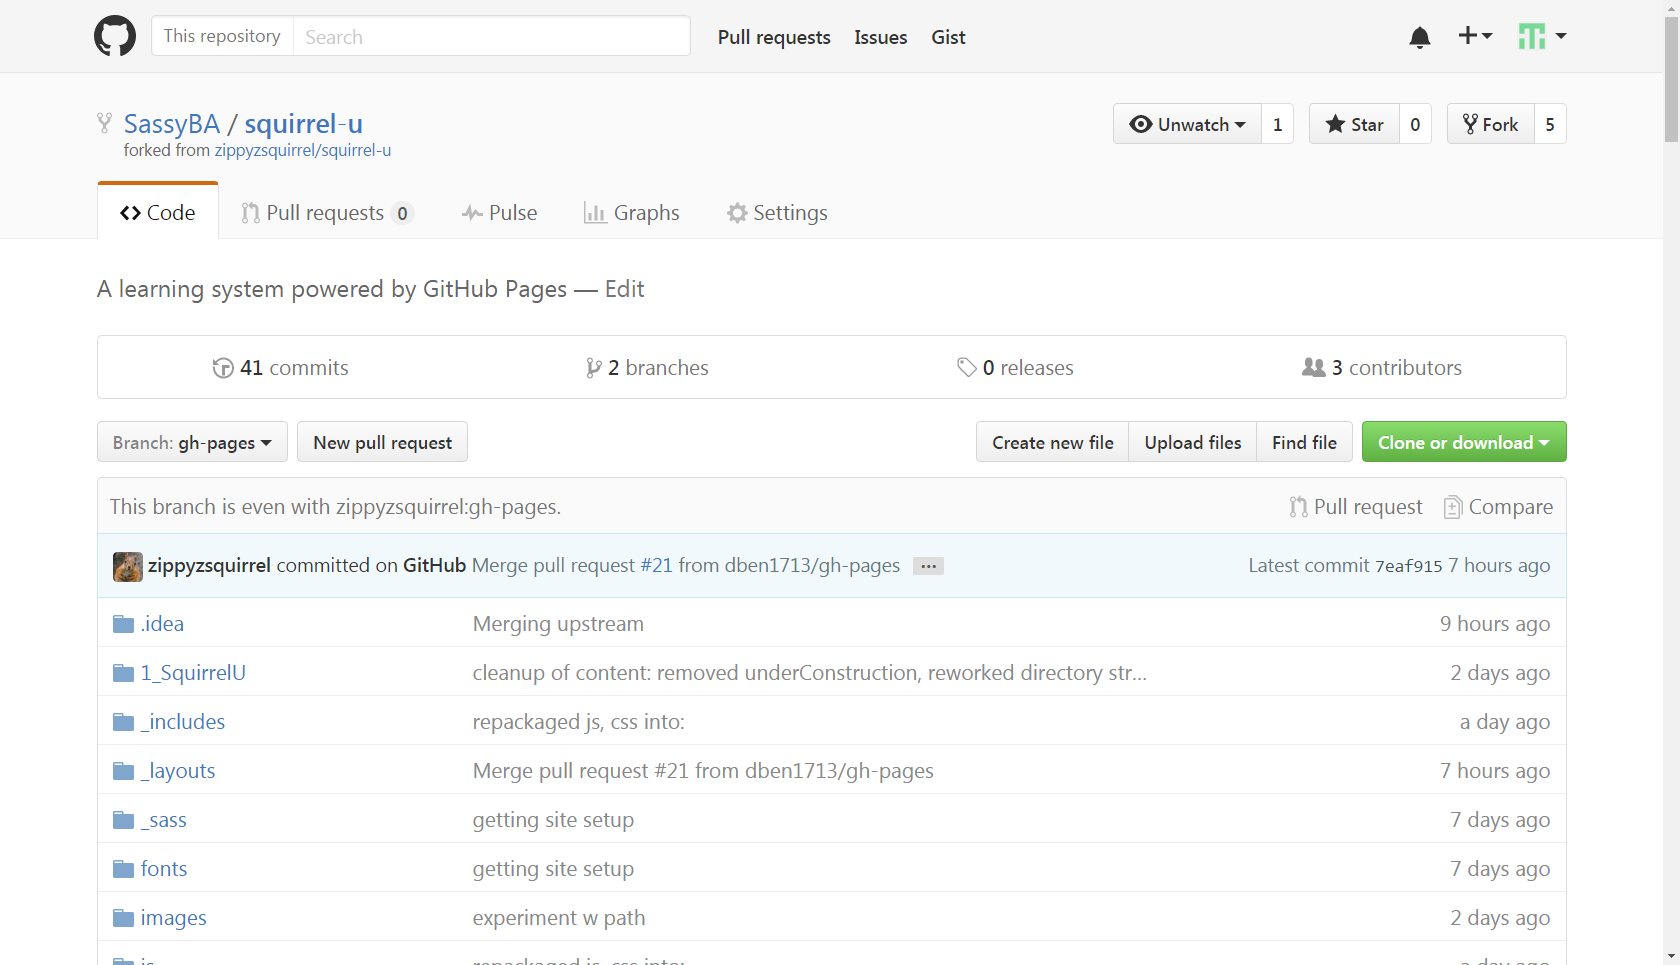 This repository Search Pull requests Issues Gist
SassyBA / squirrel-u Unwatch 1 Star 0 Fork 5
forked from zippyzsquirrel/squirrel-u
Code Pull requests 0 Pulse Graphs Settings
A learning system powered by GitHub Pages — Edit
41 commits 2 branches 0 releases 3 contributors
Branch: gh-pages New pull request Create new file Upload files Find file Clone or download
This branch is even with zippyzsquirrel:gh-pages. Pull request Compare
zippyzsquirrel committed on GitHub Merge pull request #21 from dben1713/gh-pages ... Latest commit 7eaf915 7 hours ago
.idea Merging upstream 9 hours ago
1_SquirrelU cleanup of content: removed underConstruction, reworked directory str... 2 days ago
_includes repackaged js, css into: a day ago
_layouts Merge pull request #21 from dben1713/gh-pages 7 hours ago
_sass getting site setup 7 days ago
fonts getting site setup 7 days ago
images experiment w path 2 days ago
js repackaged js, css into: a day ago